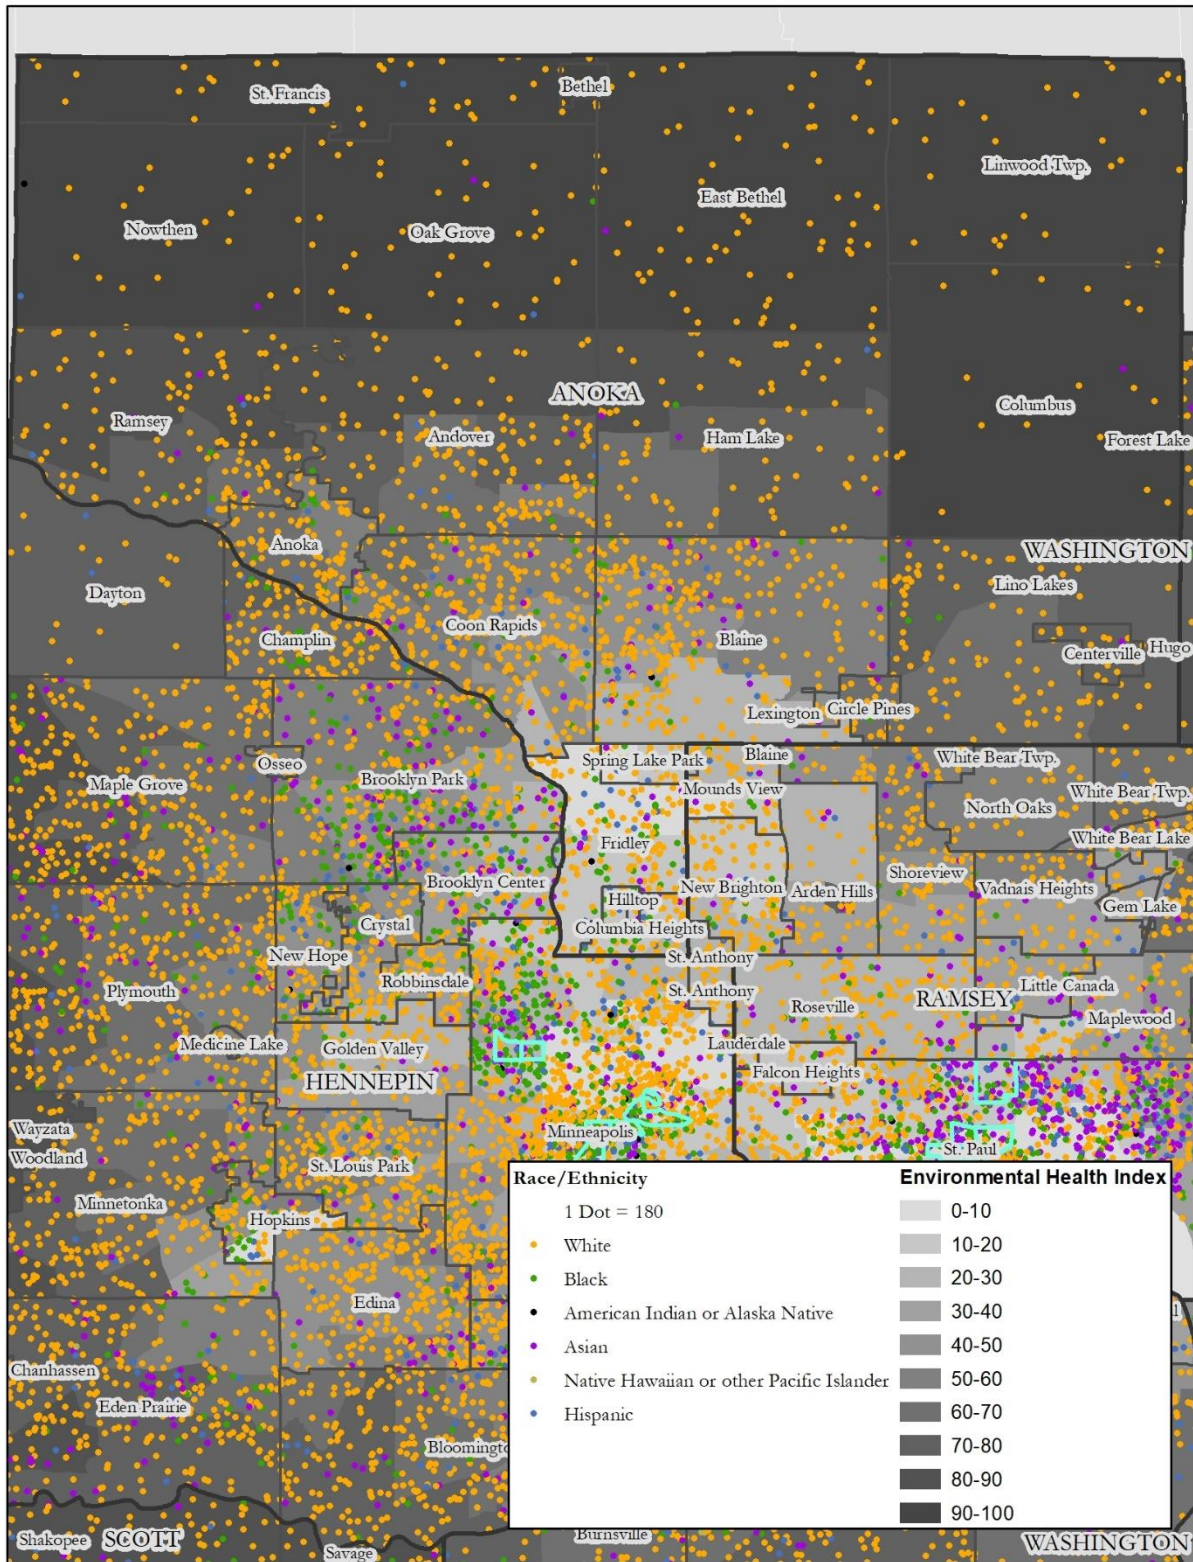 St. Francis
Bethel
Linwood Twp.
East Bethel
Nowthen
Oak Grove
ANOKA
Columbus
Ramsey
Andover
Ham Lake
Forest Lake
Anoka
WASHINGTON
Lino Lakes
Dayton
Coon Rapids
Champlin
Blaine
Centerville
Hugo
Lexington
Circle Pines
Osseo
Spring Lake Park
Blaine
White Bear Twp.
Maple Grove
Brooklyn Park
Mounds View
North Oaks
White Bear Twp.
Fridley
White Bear Lake
Brooklyn Center
New Brighton
Arden Hills
Shoreview
Vadnais Heights
Hilltop
Gem Lake
Crystal
Columbia Heights
New Hope
St. Anthony
Robbinsdale
Plymouth
St. Anthony
Roseville
RAMSEY
Little Canada
Maplewood
Medicine Lake
Golden Valley
Lauderdale
Falcon Heights
HENNEPIN
Wayzata
Minneapolis
Woodland
St. Louis Park
St. Paul
Minnetonka
Hopkins
Edina
Chanhassen
Eden Prairie
Bloomingto
Shakopee
SCOTT
Savage
Burnsville
WASHINGTON
Race/Ethnicity
1 Dot = 180
White
Black
American Indian or Alaska Native
Asian
Native Hawaiian or other Pacific Islander
Hispanic
Environmental Health Index
0-10
10-20
20-30
30-40
40-50
50-60
60-70
70-80
80-90
90-100